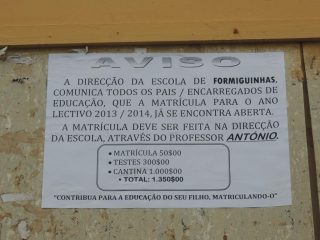 AVISO
A DIRECÇÃO DA ESCOLA DE FORMIGUINHAS.
COMUNICA TODOS OS PAIS / ENCARREGADOS DE
EDUCAÇÃO, QUE A MATRÍCULA PARA O ANO
LECTIVO 2013 / 2014, JÁ SE ENCONTRA ABERTA.
A MATRÍCULA DEVE SER FEITA NA DIRECÇÃO
DA ESCOLA, ATRAVÉS DO PROFESSOR ANTÓNIO.
• MATRÍCULA 50$00
• TESTES 300$00
• CANTINA 1.000$00
• TOTAL: 1.350$00
"CONTRIBUA PARA A EDUCAÇÃO DO SEU FILHO, MATRICULANDO-O"